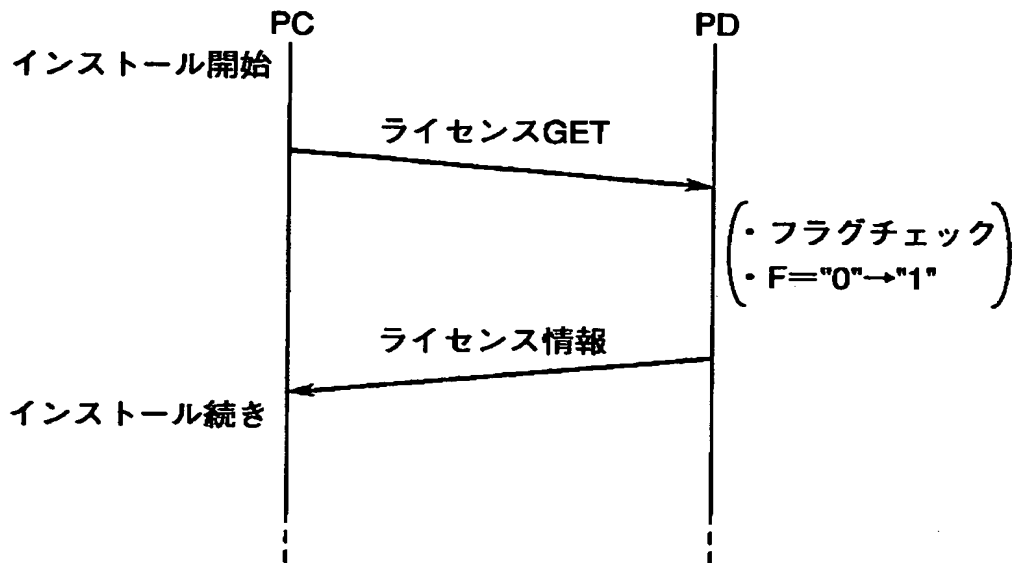 PC
PD
インストール開始
ライセンスGET
・フラグチェック
・F="0"→"1"
ライセンス情報
インストール続き